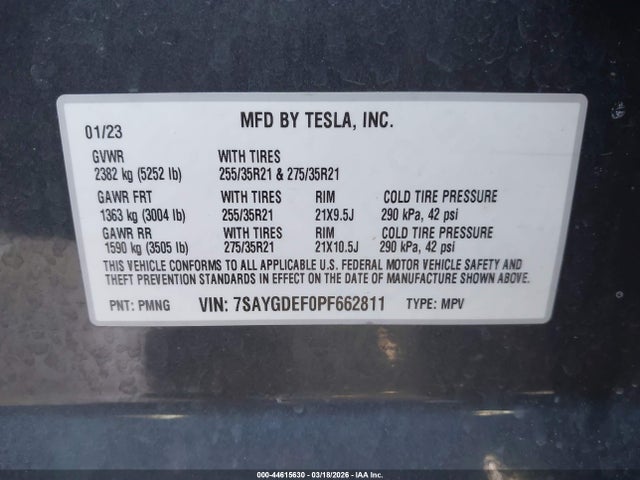 MFD BY TESLA, INC.
01/23
GVWR WITH TIRES
2382 kg (5252 lb) 255/35R21 & 275/35R21
GAWR FRT WITH TIRES RIM COLD TIRE PRESSURE
1363 kg (3004 lb) 255/35R21 21X9.5J 290 kPa, 42 psi
GAWR RR WITH TIRES RIM COLD TIRE PRESSURE
1590 kg (3505 lb) 275/35R21 21X10.5J 290 kPa, 42 psi
THIS VEHICLE CONFORMS TO ALL APPLICABLE U.S. FEDERAL MOTOR VEHICLE SAFETY AND
THEFT PREVENTION STANDARDS IN EFFECT ON THE DATE OF MANUFACTURE SHOWN ABOVE.
PNT: PMNG VIN: 7SAYGDEF0PF662811 TYPE: MPV
000-44615630 - 03/18/2026 - IAA Inc.